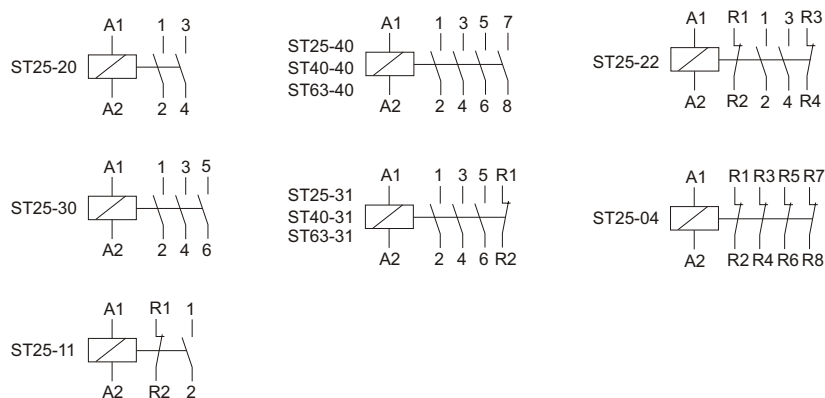 A1 1 3
ST25-20
A2 2 4
A1 1 3 5 7
ST25-40
ST40-40
ST63-40
A2 2 4 6 8
A1 R1 1 3 R3
ST25-22
A2 R2 2 4 R4
A1 1 3 5
ST25-30
A2 2 4 6
A1 1 3 5 R1
ST25-31
ST40-31
ST63-31
A2 2 4 6 R2
A1 R1 R3 R5 R7
ST25-04
A2 R2 R4 R6 R8
A1 R1 1
ST25-11
A2 R2 2